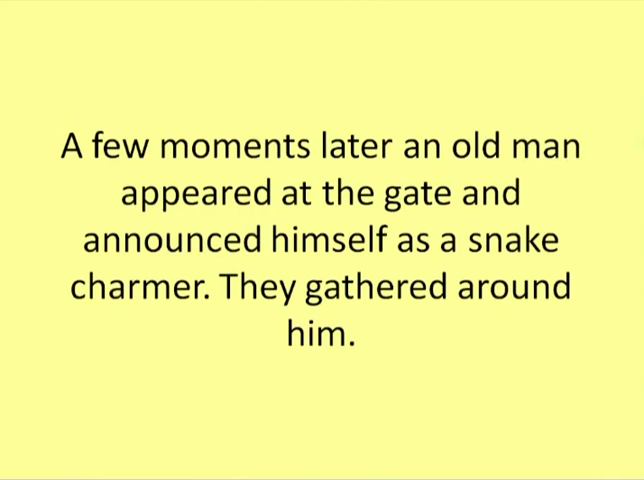 A few moments later an old man
appeared at the gate and
announced himself as a snake
charmer. They gathered around
him.